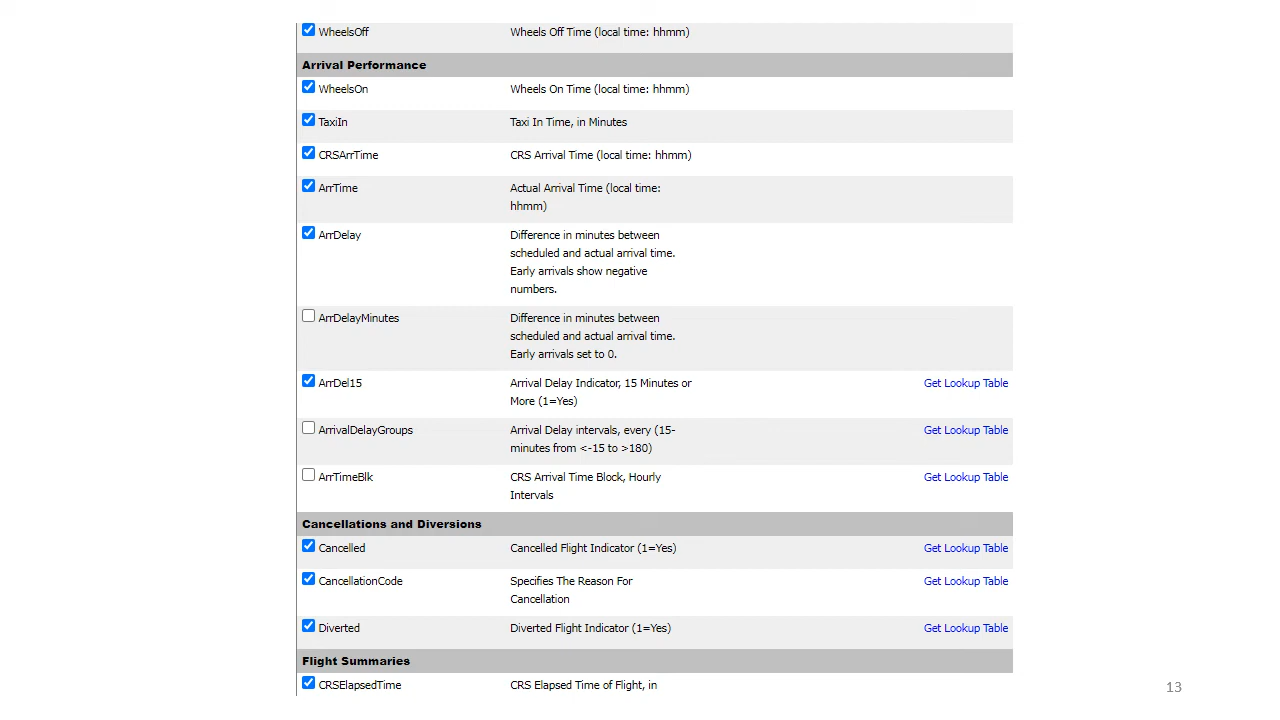 WheelsOff Wheels Off Time (local time: hhmm)
Arrival Performance
WheelsOn Wheels On Time (local time: hhmm)
TaxiIn Taxi In Time, in Minutes
CRSArrTime CRS Arrival Time (local time: hhmm)
ArrTime Actual Arrival Time (local time:
hhmm)
ArrDelay Difference in minutes between
scheduled and actual arrival time.
Early arrivals show negative
numbers.
ArrDelayMinutes Difference in minutes between
scheduled and actual arrival time.
Early arrivals set to 0.
ArrDel15 Arrival Delay Indicator, 15 Minutes or Get Lookup Table
More (1=Yes)
ArrivalDelayGroups Arrival Delay intervals, every (15- Get Lookup Table
minutes from <-15 to >180)
ArrTimeBlk CRS Arrival Time Block, Hourly Get Lookup Table
Intervals
Cancellations and Diversions
Cancelled Cancelled Flight Indicator (1=Yes) Get Lookup Table
CancellationCode Specifies The Reason For Get Lookup Table
Cancellation
Diverted Diverted Flight Indicator (1=Yes) Get Lookup Table
Flight Summaries
CRSElapsedTime CRS Elapsed Time of Flight, in
13